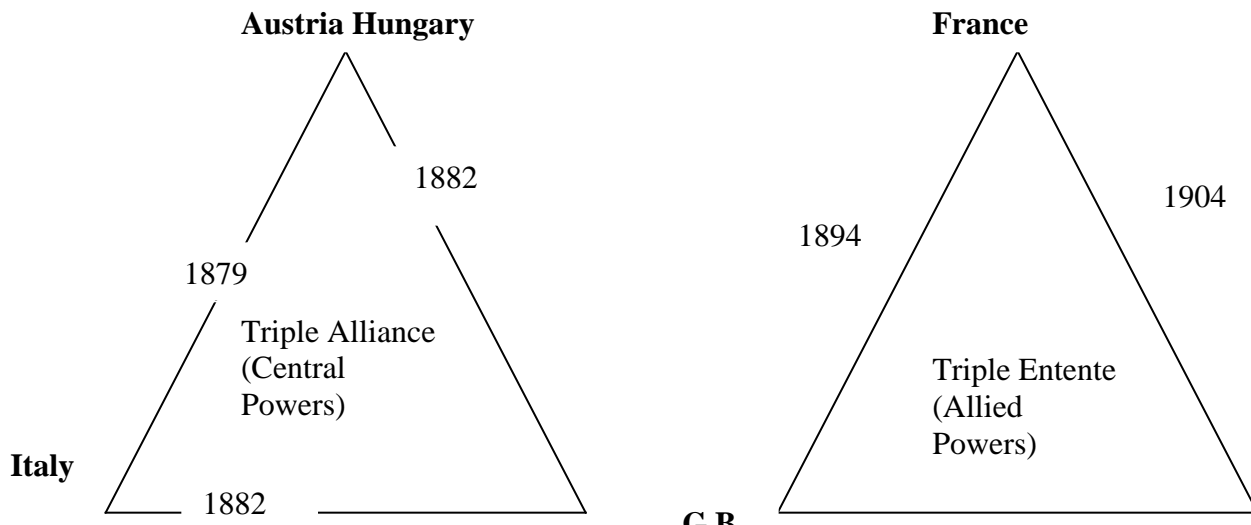 Austria Hungary
France
1882
1904
1894
1879
Triple Alliance
(Central
Powers)
Triple Entente
(Allied
Powers)
Italy
1882
G.B